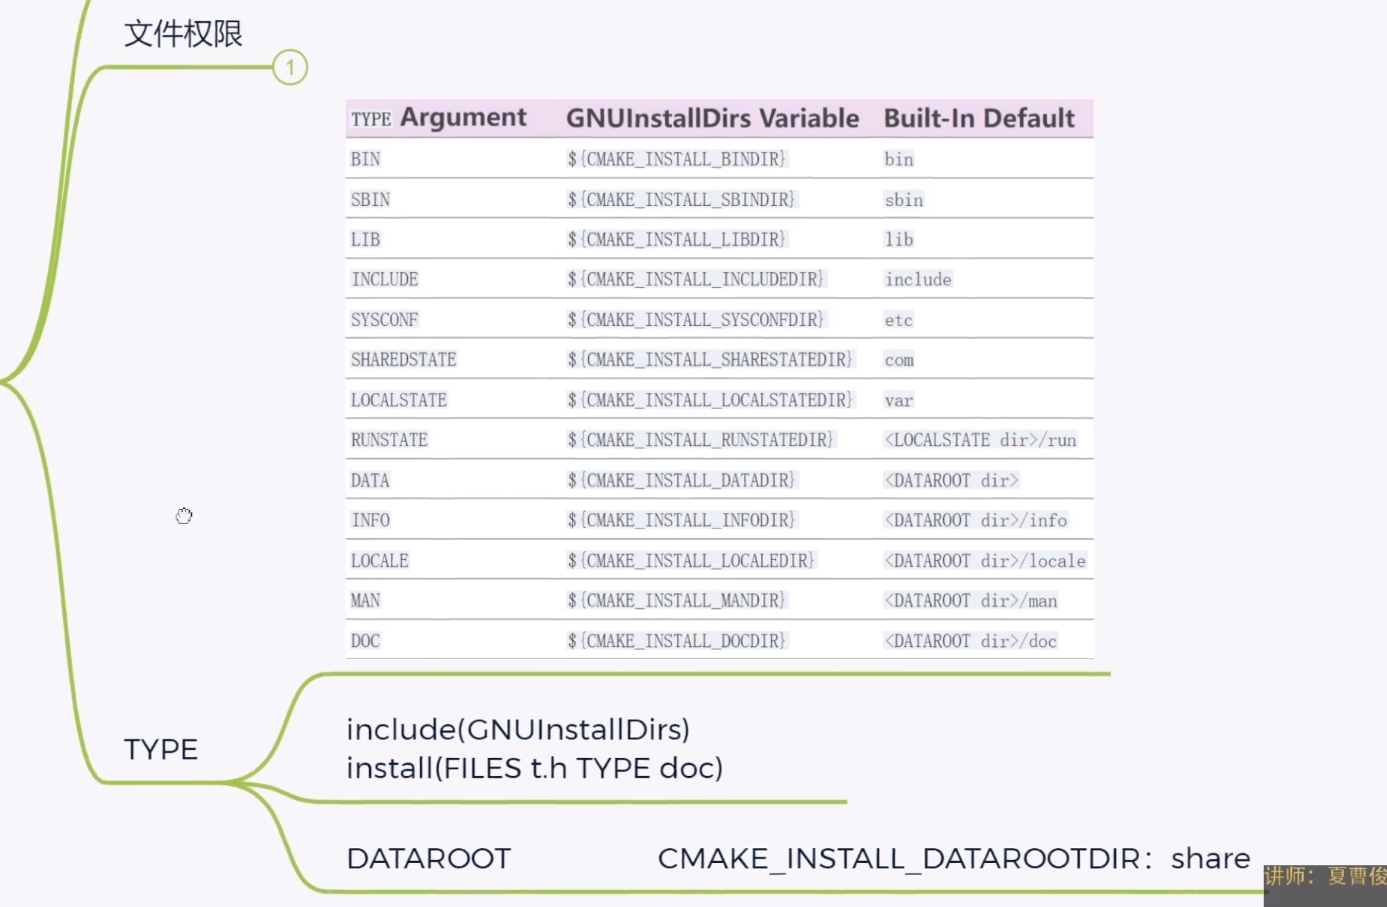 文件权限
1
TYPE Argument GNUInstallDirs Variable Built-In Default
BIN ${CMAKE_INSTALL_BINDIR} bin
SBIN ${CMAKE_INSTALL_SBINDIR} sbin
LIB ${CMAKE_INSTALL_LIBDIR} lib
INCLUDE ${CMAKE_INSTALL_INCLUDEDIR} include
SYSCONF ${CMAKE_INSTALL_SYSCONFDIR} etc
SHAREDSTATE ${CMAKE_INSTALL_SHARESTATEDIR} com
LOCALSTATE ${CMAKE_INSTALL_LOCALSTATEDIR} var
RUNSTATE ${CMAKE_INSTALL_RUNSTATEDIR} <LOCALSTATE dir>/run
DATA ${CMAKE_INSTALL_DATADIR} <DATAROOT dir>
INFO ${CMAKE_INSTALL_INFODIR} <DATAROOT dir>/info
LOCALE ${CMAKE_INSTALL_LOCALEDIR} <DATAROOT dir>/locale
MAN ${CMAKE_INSTALL_MANDIR} <DATAROOT dir>/man
DOC ${CMAKE_INSTALL_DOCDIR} <DATAROOT dir>/doc
TYPE
include(GNUInstallDirs)
install(FILES t.h TYPE doc)
DATAROOT CMAKE_INSTALL_DATAROOTDIR：share
讲师：夏曹俊